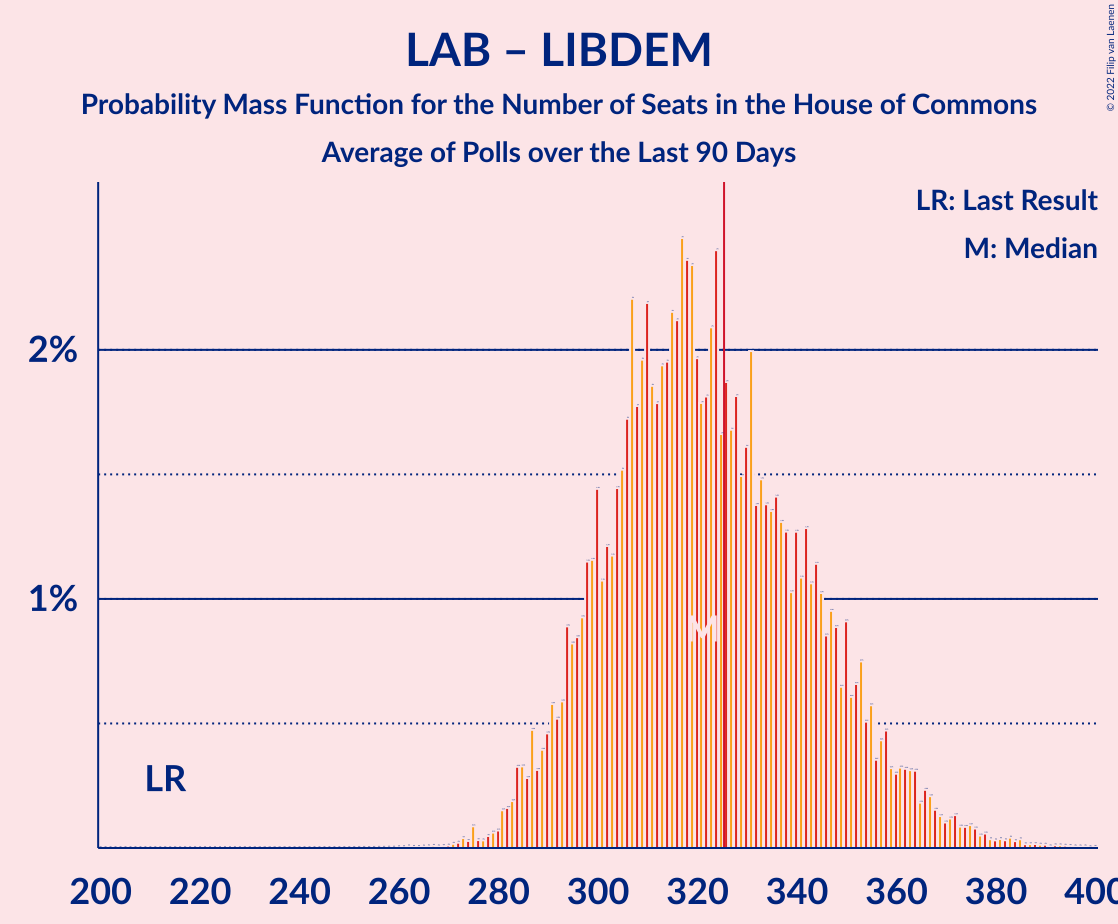 LAB – LIBDEM
Probability Mass Function for the Number of Seats in the House of Commons
Average of Polls over the Last 90 Days
© 2022 Filip van Laenen
LR: Last Result
M: Median
2%
1%
M
LR
200 220 240 260 280 300 320 340 360 380 400